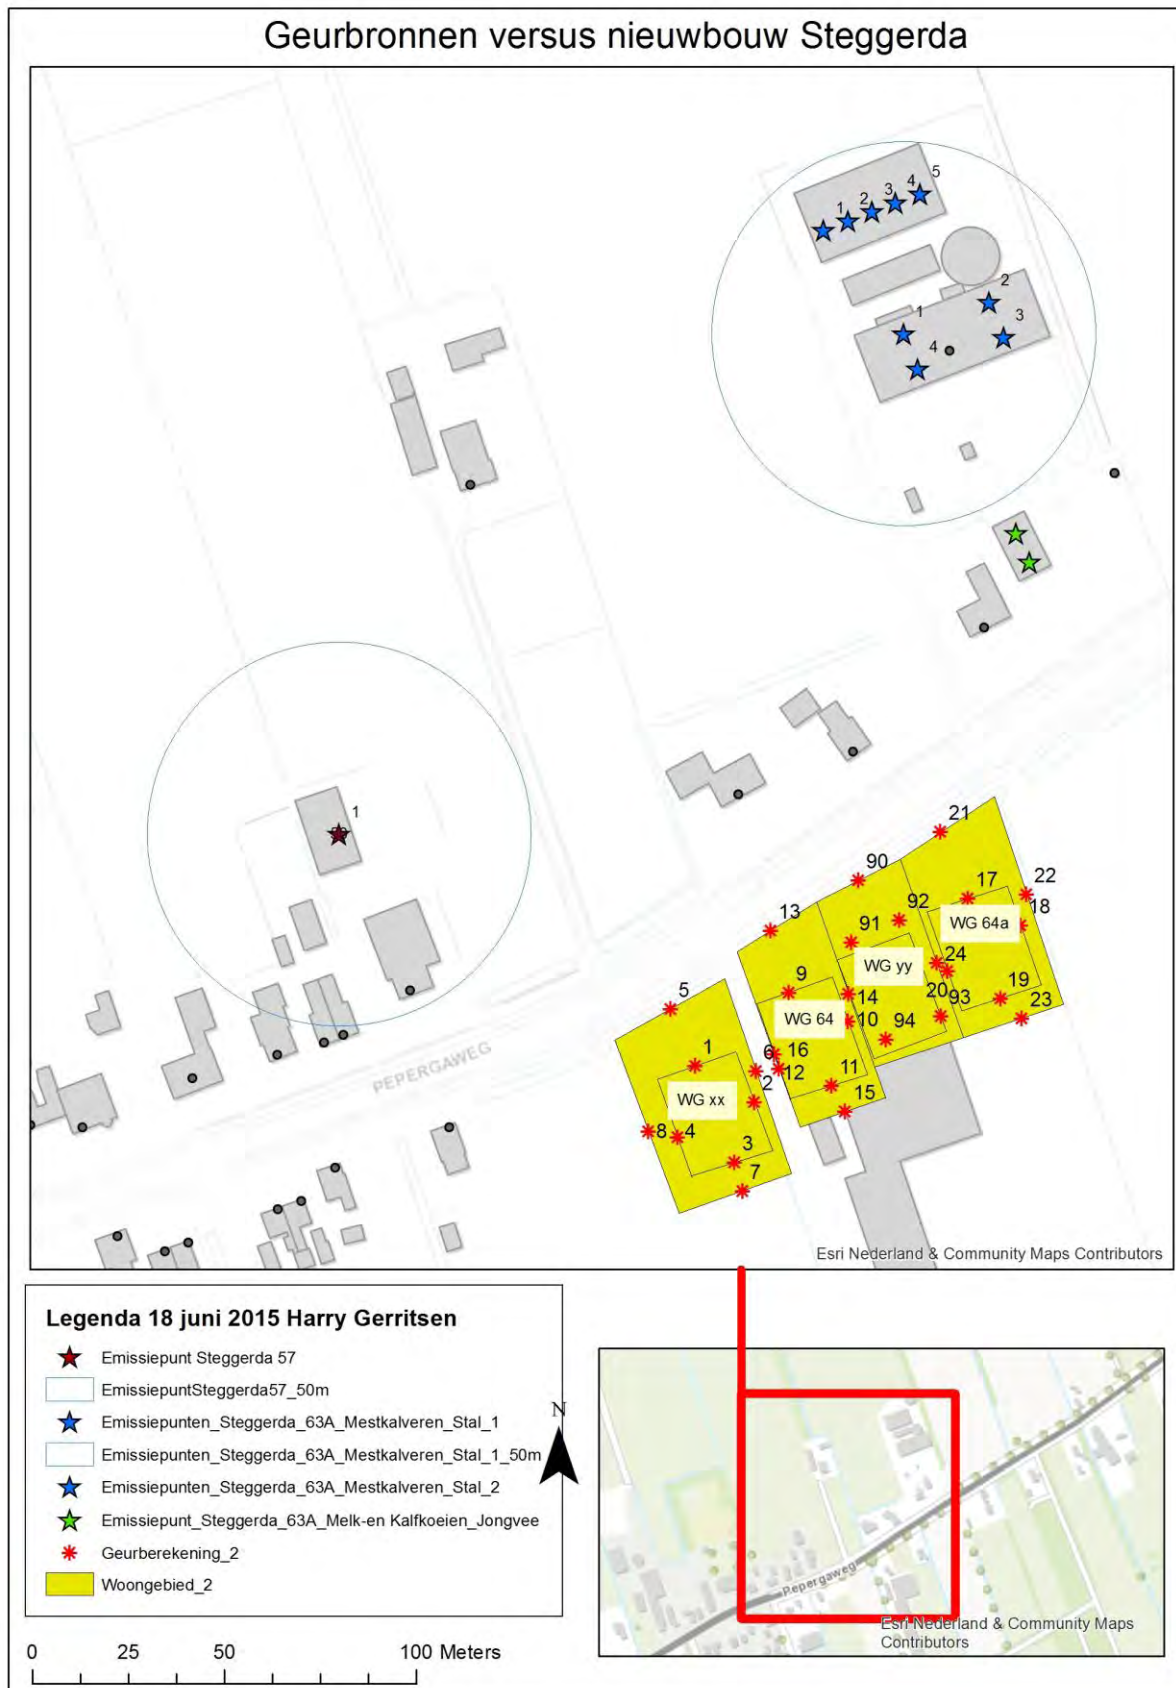 Geurbronnen versus nieuwbouw Steggerda
1 2 3 4 5
2
1
3
4
1
21
90
22
17
92
13
18
WG 64a
91
24
WG yy
9
5
14
20 93 19
23
WG 64
10
94
6
16
1
12
11
2
WG xx
15
8
4
3
7
PEPERGAWEG
Esri Nederland & Community Maps Contributors
Legenda 18 juni 2015 Harry Gerritsen
Emissiepunt Steggerda 57
EmissiepuntSteggerda57_50m
Emissiepunten_Steggerda_63A_Mestkalveren_Stal_1
Emissiepunten_Steggerda_63A_Mestkalveren_Stal_1_50m
Emissiepunten_Steggerda_63A_Mestkalveren_Stal_2
Emissiepunt_Steggerda_63A_Melk-en Kalfkoeien_Jongvee
Geurberekening_2
Woongebied_2
N
0 25 50 100 Meters
Pepergaweg
Esri Nederland & Community Maps
Contributors